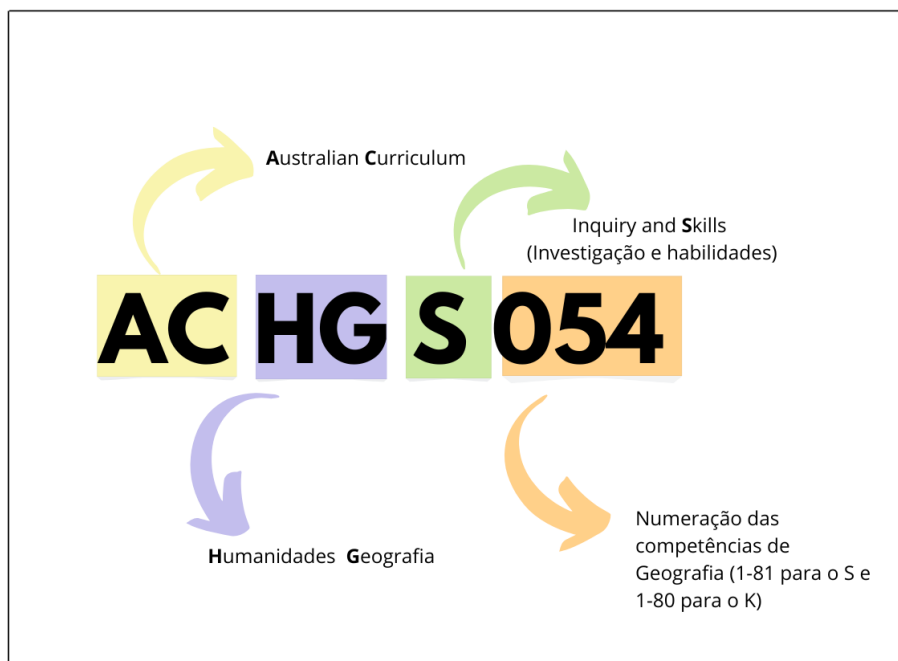 Australian Curriculum
Inquiry and Skills
(Investigação e habilidades)
AC HG S 054
Humanidades Geografia
Numeração das
competências de
Geografia (1-81 para o S e
1-80 para o K)